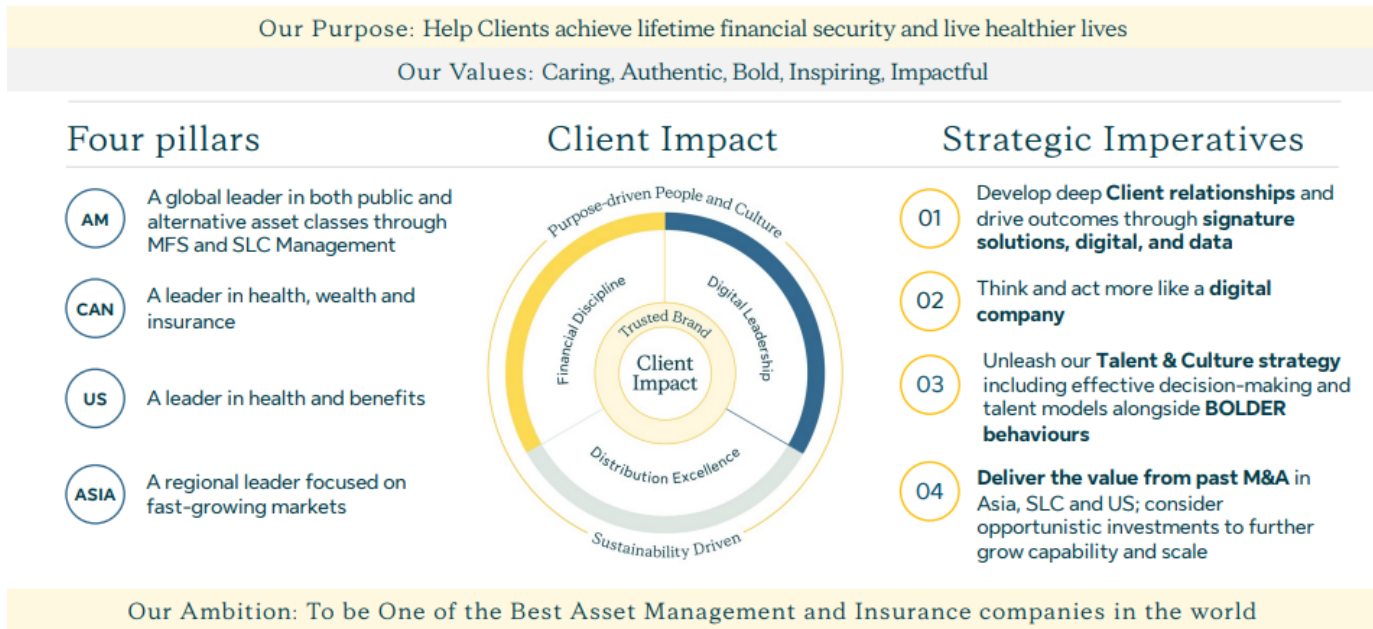 Our Purpose: Help Clients achieve lifetime financial security and live healthier lives
Our Values: Caring, Authentic, Bold, Inspiring, Impactful
Four pillars
AM
A global leader in both public and
alternative asset classes through
MFS and SLC Management
CAN
A leader in health, wealth and
insurance
US
A leader in health and benefits
ASIA
A regional leader focused on
fast-growing markets
Client Impact
Purpose-driven People and Culture
Financial Discipline
Digital Leadership
Trusted Brand
Client
Impact
Distribution Excellence
Sustainability Driven
Strategic Imperatives
01
Develop deep Client relationships and
drive outcomes through signature
solutions, digital, and data
02
Think and act more like a digital
company
03
Unleash our Talent & Culture strategy
including effective decision-making and
talent models alongside BOLDER
behaviours
04
Deliver the value from past M&A in
Asia, SLC and US; consider
opportunistic investments to further
grow capability and scale
Our Ambition: To be One of the Best Asset Management and Insurance companies in the world